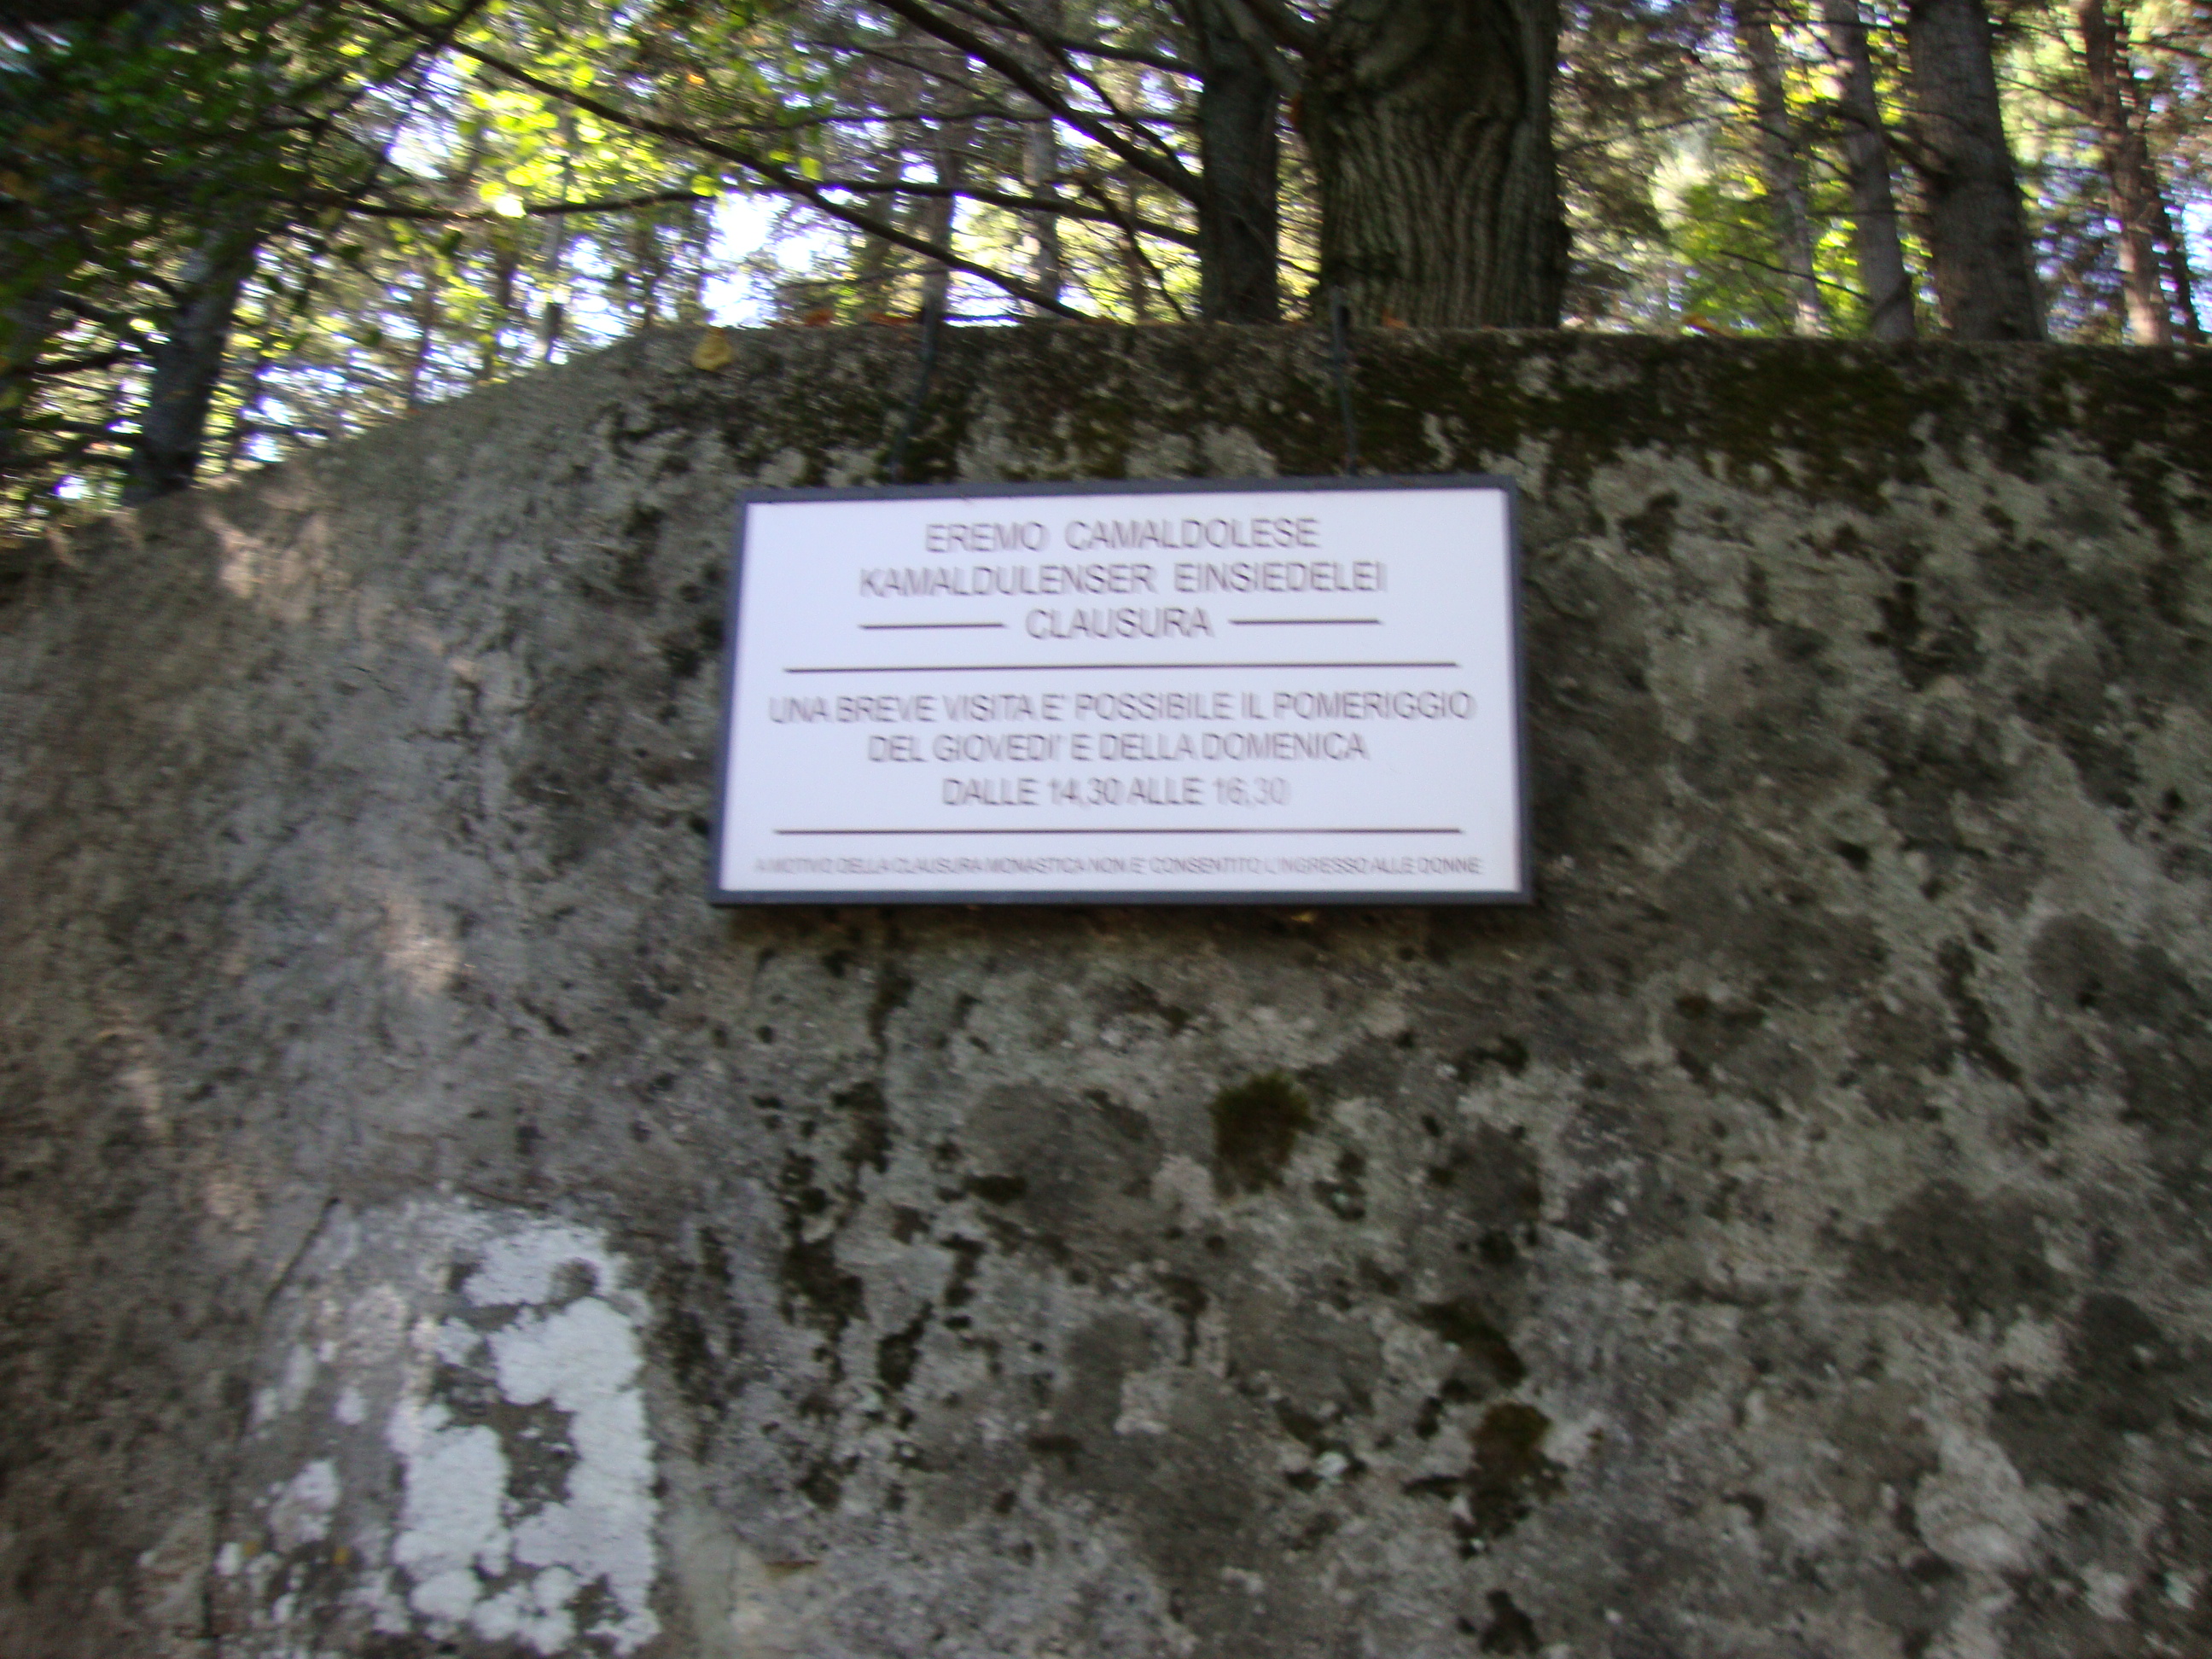 EREMO CAMALDOLESE
KAMALDULENSER EINSIEDELEI
CLAUSURA
UNA BREVE VISITA E' POSSIBILE IL POMERIGGIO
DEL GIOVEDI' E DELLA DOMENICA
DALLE 14,30 ALLE 16,30
A MOTIVO DELLA CLAUSURA MONASTICA NON E' CONSENTITO L'INGRESSO ALLE DONNE